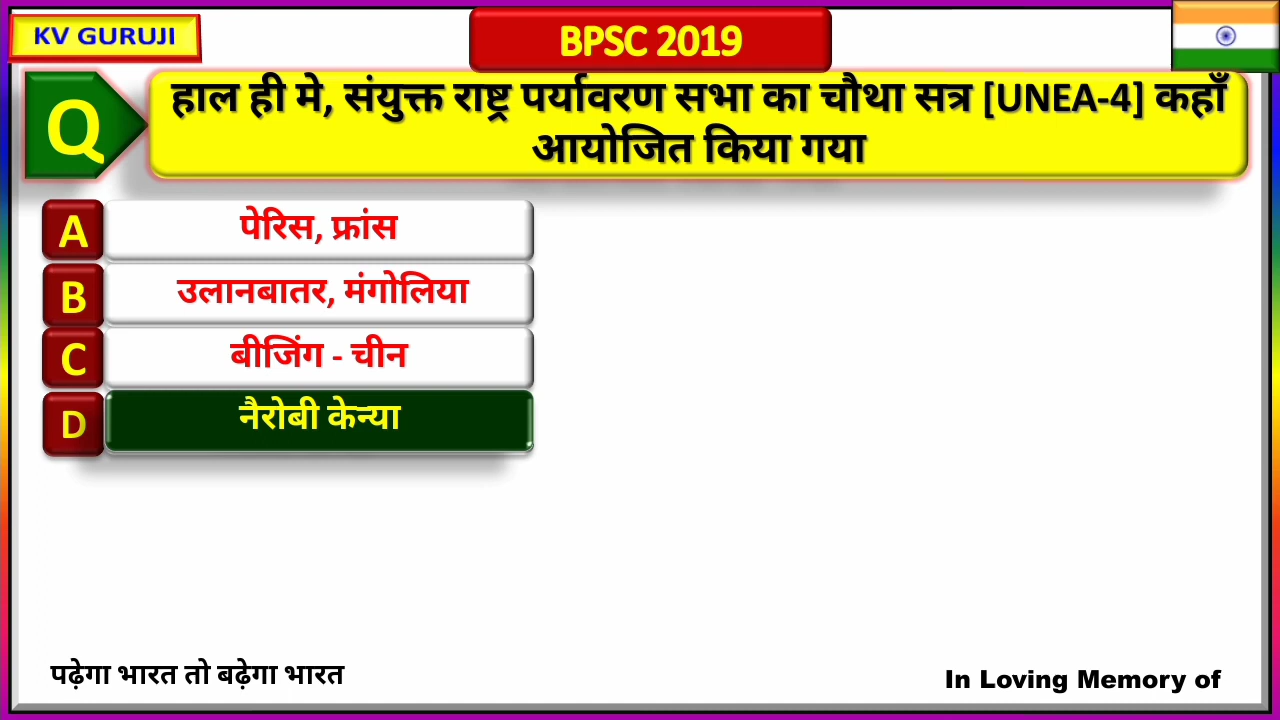 KV GURUJI
BPSC 2019
Q
हाल ही मे, संयुक्त राष्ट्र पर्यावरण सभा का चौथा सत्र [UNEA-4] कहाँ
आयोजित किया गया
A
पेरिस, फ्रांस
B
उलानबातर, मंगोलिया
C
बीजिंग - चीन
D
नैरोबी केन्या
पढ़ेगा भारत तो बढ़ेगा भारत
In Loving Memory of